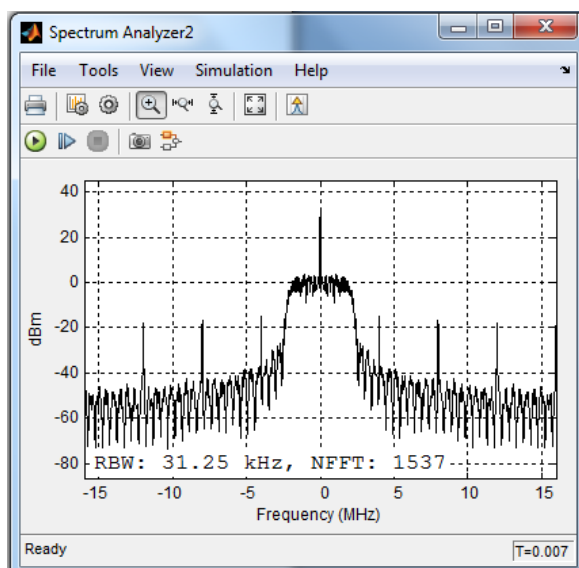 Spectrum Analyzer2
File Tools View Simulation Help
40
20
0
-20
-40
-60
-80
dBm
RBW: 31.25 kHz, NFFT: 1537
-15 -10 -5 0 5 10 15
Frequency (MHz)
Ready T=0.007